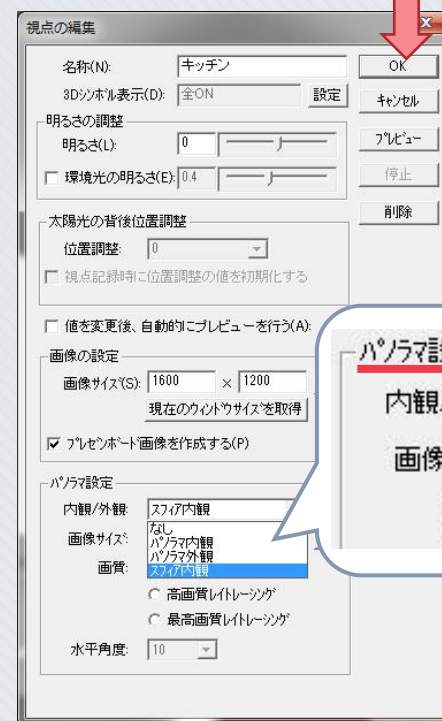 視点の編集
x
名称(N): キッチン
OK
3Dシンボル表示(D): 全ON 設定
キャンセル
明るさの調整
明るさ(L): 0
プレビュー
環境光の明るさ(E): 0.4
停止
太陽光の背後位置調整
削除
位置調整: 0
視点記録時に位置調整の値を初期化する
値を変更後、自動的にプレビューを行う(A):
画像の設定
画像サイズ(S): 1600 × 1200
現在のウィンドウサイズを取得
プレゼンボード画像を作成する(P)
パノラマ設定
内観/外観: スフィア内観
画像サイズ:
なし
パノラマ内観
パノラマ外観
スフィア内観
画質:
高画質レイトレーシング
最高画質レイトレーシング
水平角度: 10
パノラマ設
内観
画像